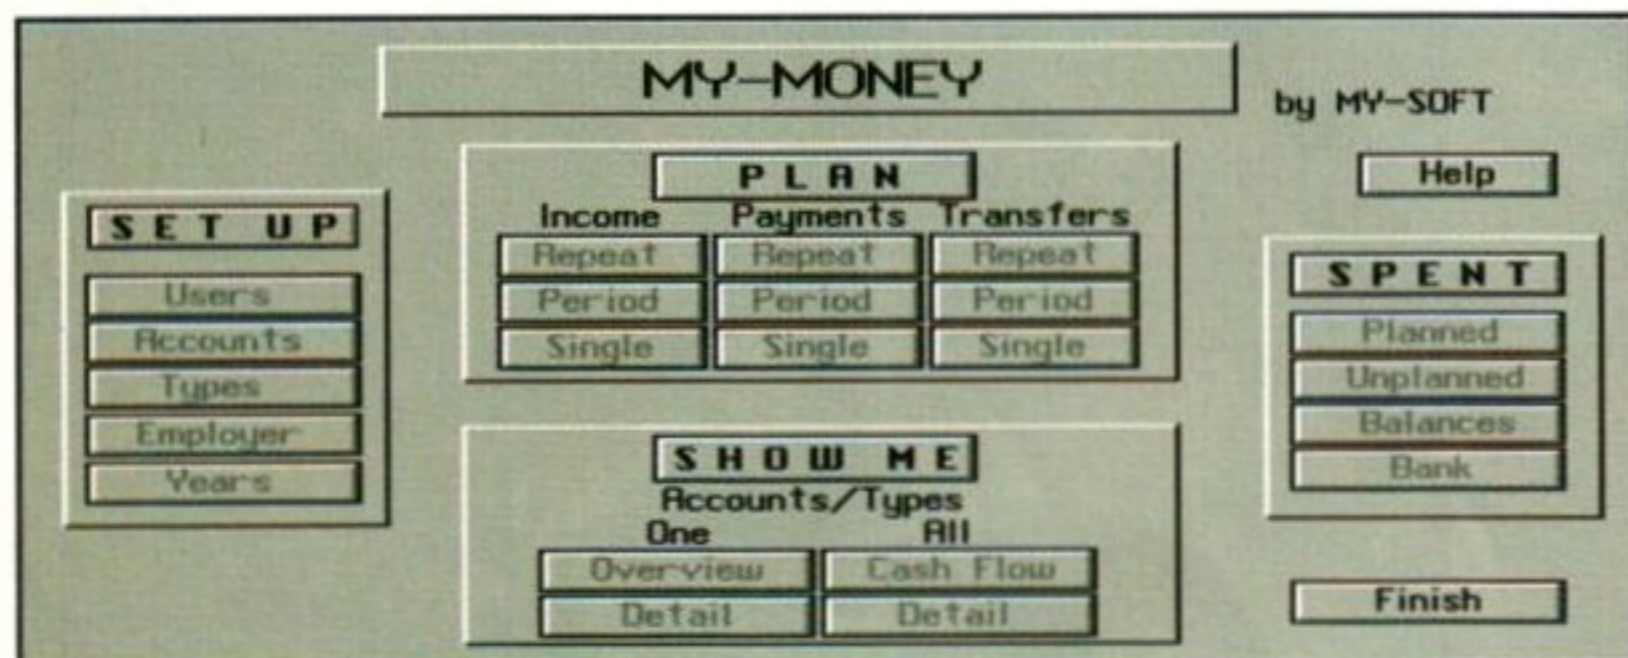 MY-MONEY
by MY-SOFT
Help
SET UP
Users
Accounts
Types
Employer
Years
PLAN
Income Payments Transfers
Repeat Repeat Repeat
Period Period Period
Single Single Single
SHOW ME
Accounts/Types
One All
Overview Cash Flow
Detail Detail
SPENT
Planned
Unplanned
Balances
Bank
Finish